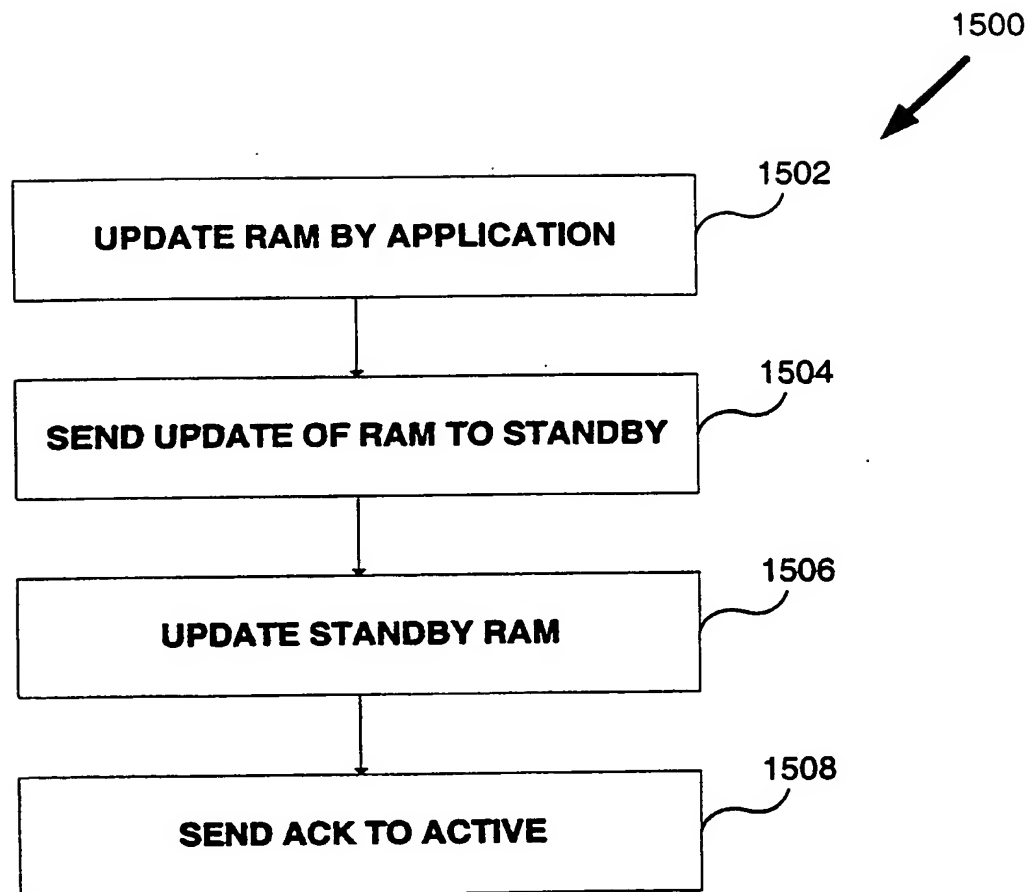 1500
1502
UPDATE RAM BY APPLICATION
1504
SEND UPDATE OF RAM TO STANDBY
1506
UPDATE STANDBY RAM
1508
SEND ACK TO ACTIVE